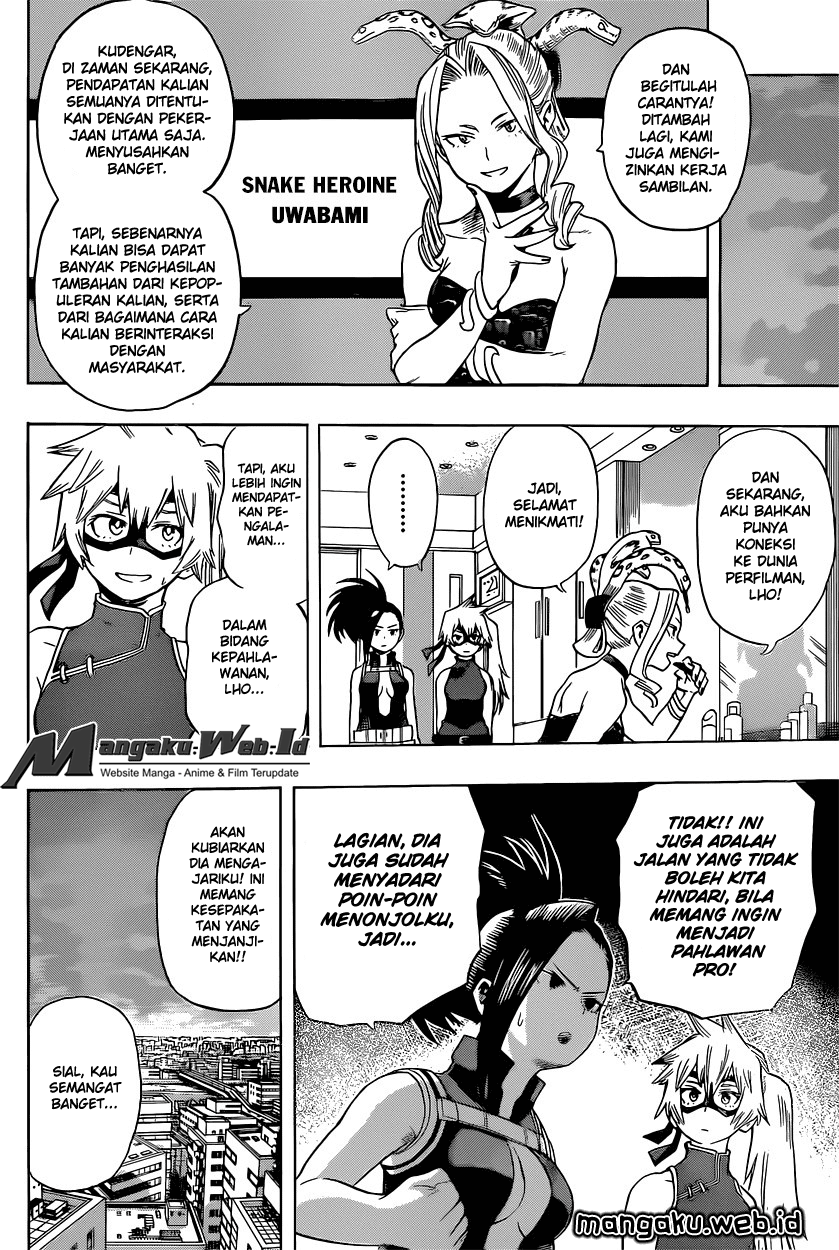 DAN
BEGITULAH
CARANTYA!
DITAMBAH
LAGI, KAMI
JUGA MENGI-
ZINKAN KERJA
SAMBILAN.
KUDENGAR,
DI ZAMAN SEKARANG,
PENDAPATAN KALIAN
SEMUANYA DITENTU-
KAN DENGAN PEKER-
JAAN UTAMA SAJA.
MENYUSAHKAN
BANGET.
SNAKE HEROINE
UWABAMI
TAPI, SEBENARNYA
KALIAN BISA DAPAT
BANYAK PENGHASILAN
TAMBAHAN DARI KEPOP-
ULERAN KALIAN, SERTA
DARI BAGAIMANA CARA
KALIAN BERINTERAKSI
DENGAN
MASYARAKAT.
DAN
SEKARANG,
AKU BAHKAN
PUNYA
KONEKSI
KE DUNIA
PERFILMAN,
LHO!
JADI,
SELAMAT
MENIKMATI!
........
2
TAPI, AKU
LEBIH INGIN
MENDAPAT-
KAN PE-
NGALA-
MAN...
DALAM
BIDANG
KEPAHLA-
WANAN,
LHO...
Mangaku-Web-Id
Website Manga - Anime & Film Terupdate
TIDAK!! INI
JUGA ADALAH
JALAN YANG TIDAK
BOLEH KITA
HINDARI, BILA
MEMANG INGIN
MENJADI
PAHLAWAN
PRO!
LAGIAN, DIA
JUGA SUDAH
MENYADARI
POIN-POIN
MENONJOLKU,
JADI...
AKAN
KUBIARKAN
DIA MENGA-
JARIKU! INI
MEMANG
KESEPAKA-
TAN YANG
MENJANJI-
KAN!!
SIAL, KAU
SEMANGAT
BANGET...
mangaku.web.id